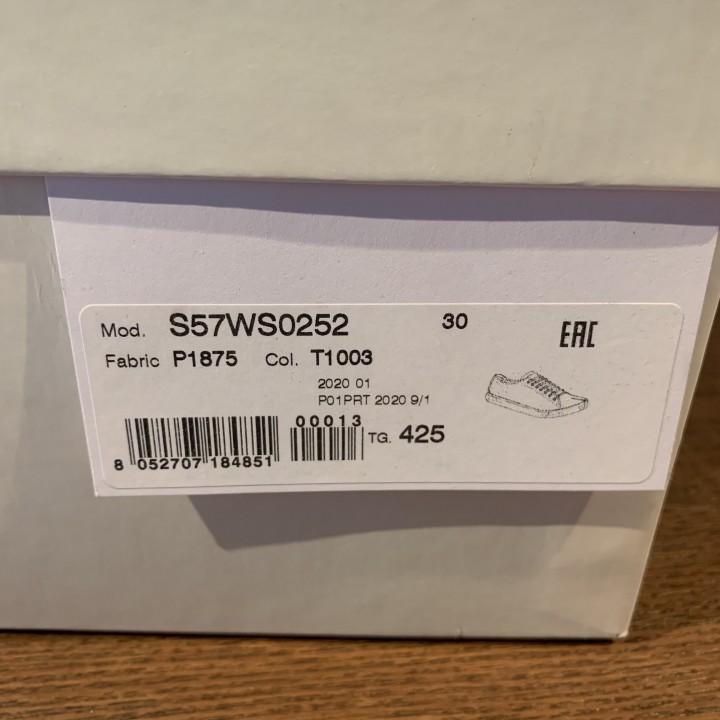 Mod. S57WS0252 30 EAC
Fabric P1875 Col. T1003
2020 01
P01PRT 2020 9/1
00013
TG. 425
8 052707 184851